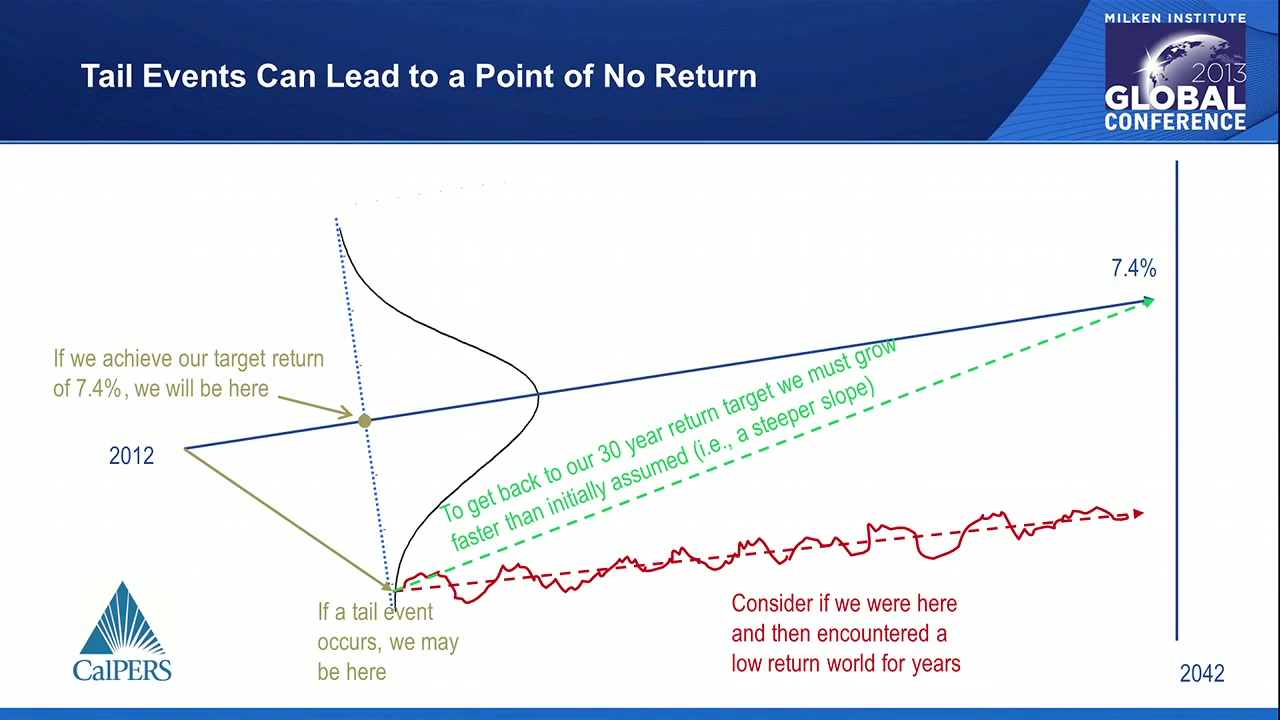 Tail Events Can Lead to a Point of No Return
MILKEN INSTITUTE
2013
GLOBAL
CONFERENCE
7.4%
If we achieve our target return
of 7.4%, we will be here
2012
To get back to our 30 year return target we must grow
faster than initially assumed (i.e., a steeper slope)
If a tail event
occurs, we may
be here
Consider if we were here
and then encountered a
low return world for years
CalPERS
2042